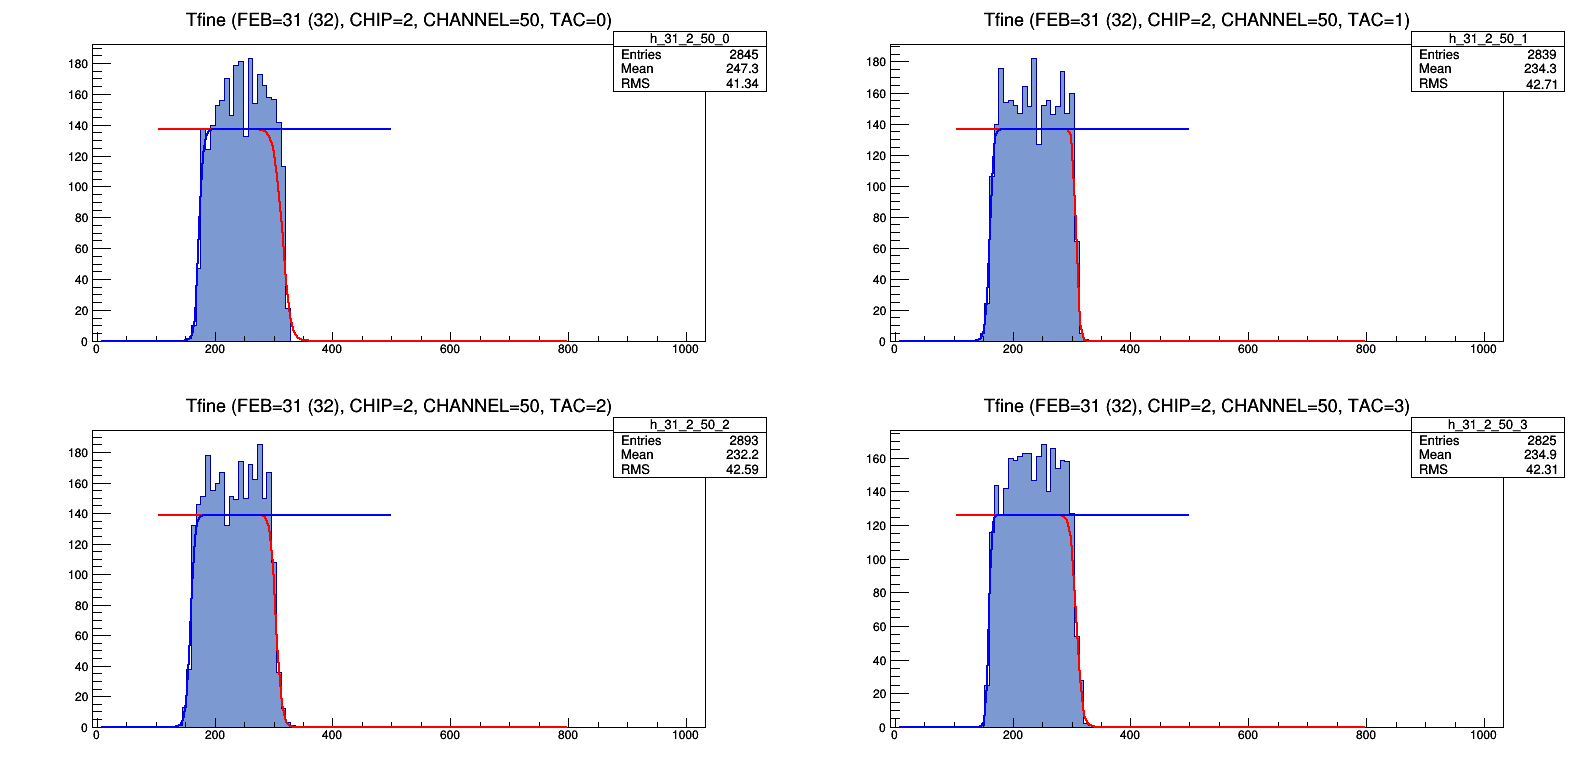 Tfine (FEB=31 (32), CHIP=2, CHANNEL=50, TAC=0)
h_31_2_50_0
Entries 2845
Mean 247.3
RMS 41.34
180
160
140
120
100
80
60
40
20
0
0 200 400 600 800 1000
Tfine (FEB=31 (32), CHIP=2, CHANNEL=50, TAC=1)
h_31_2_50_1
Entries 2839
Mean 234.3
RMS 42.71
180
160
140
120
100
80
60
40
20
0
0 200 400 600 800 1000
Tfine (FEB=31 (32), CHIP=2, CHANNEL=50, TAC=2)
h_31_2_50_2
Entries 2893
Mean 232.2
RMS 42.59
180
160
140
120
100
80
60
40
20
0
0 200 400 600 800 1000
Tfine (FEB=31 (32), CHIP=2, CHANNEL=50, TAC=3)
h_31_2_50_3
Entries 2825
Mean 234.9
RMS 42.31
160
140
120
100
80
60
40
20
0
0 200 400 600 800 1000